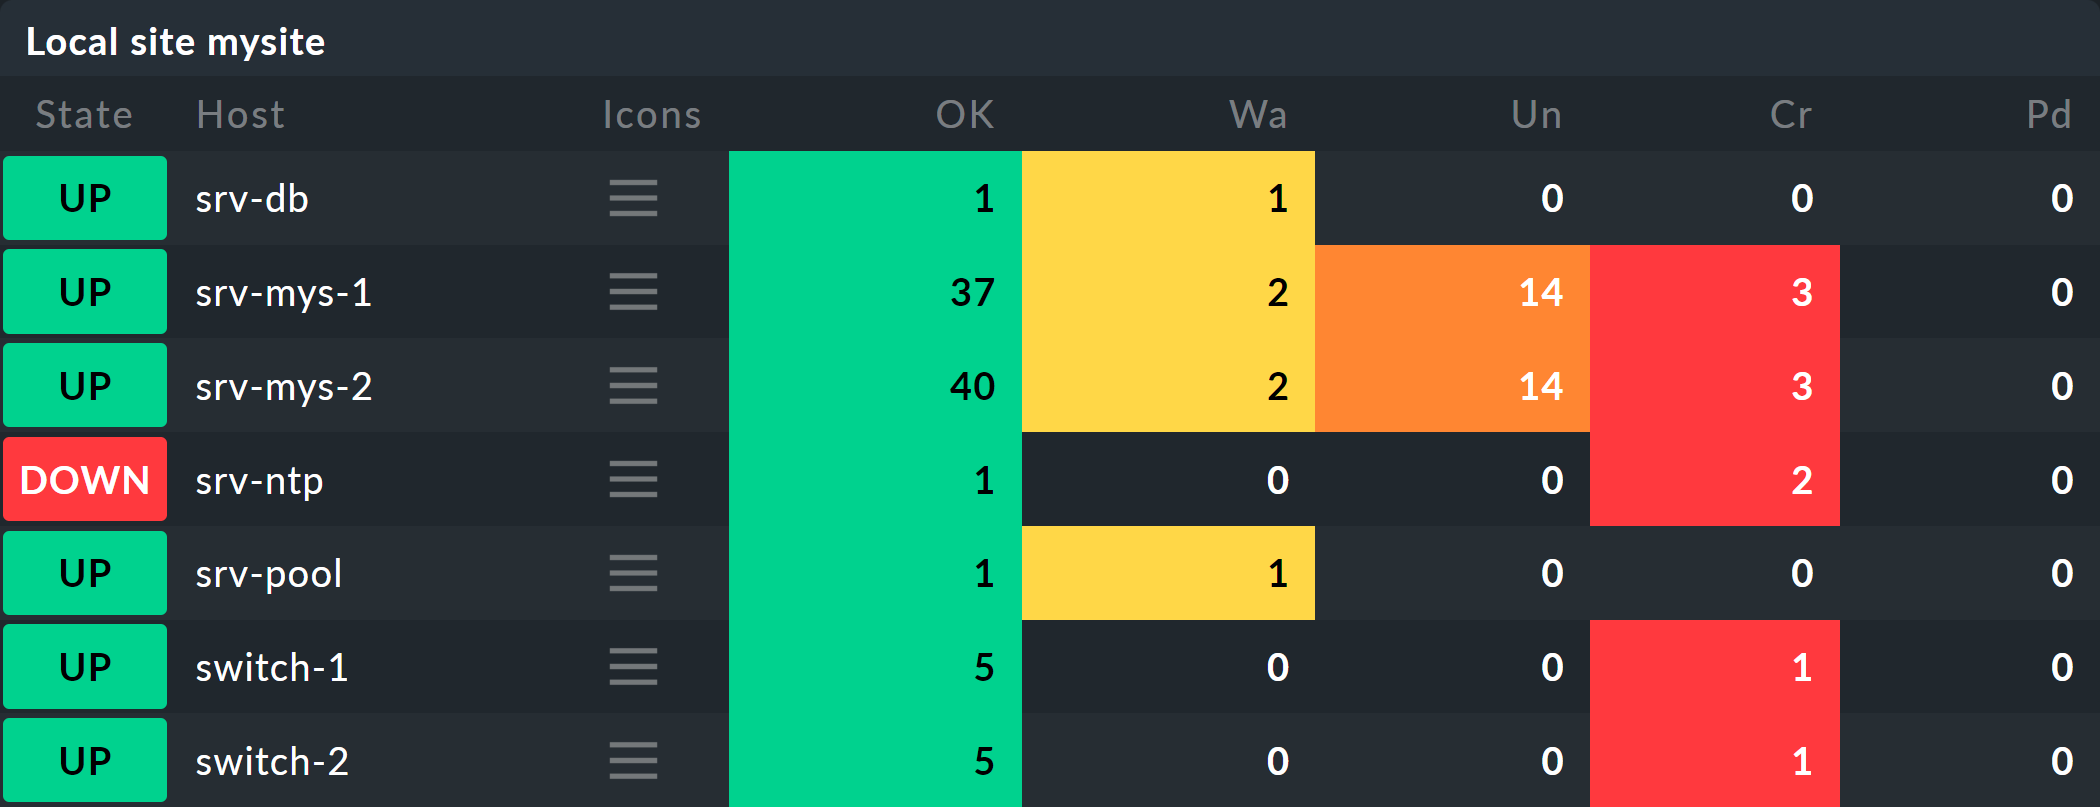 Local site mysite
State Host Icons OK Wa Un Cr Pd
UP srv-db 1 1 0 0 0
UP srv-mys-1 37 2 14 3 0
UP srv-mys-2 40 2 14 3 0
DOWN srv-ntp 1 0 0 2 0
UP srv-pool 1 1 0 0 0
UP switch-1 5 0 0 1 0
UP switch-2 5 0 0 1 0